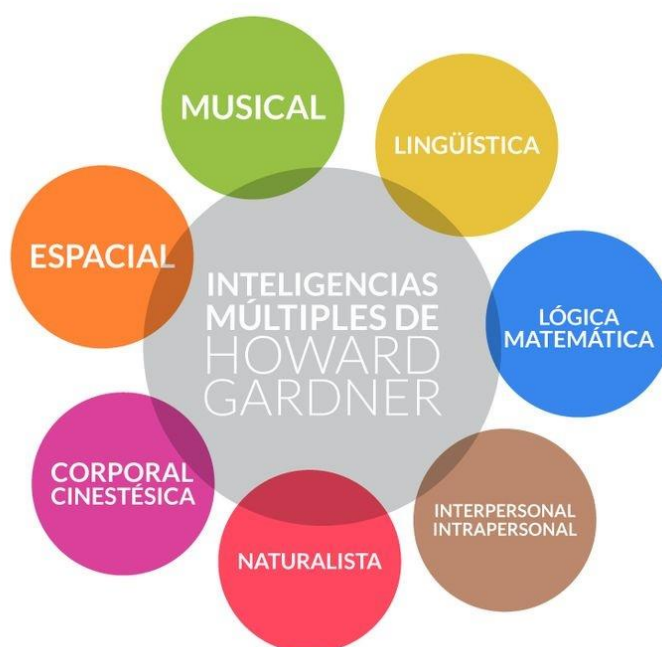 MUSICAL
LINGÜÍSTICA
ESPACIAL
INTELIGENCIAS
MÚLTIPLES DE
HOWARD
GARDNER
LÓGICA
MATEMÁTICA
CORPORAL
CINESTÉSICA
INTERPERSONAL
INTRAPERSONAL
NATURALISTA